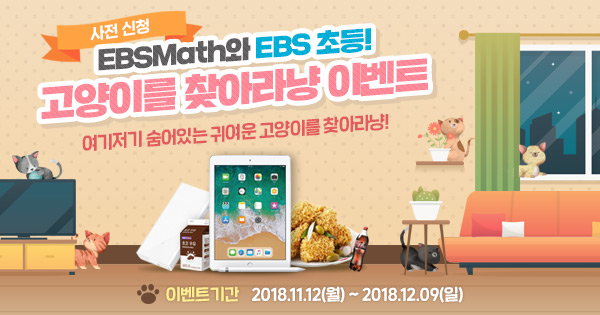 사전 신청
EBSMath와 EBS 초등!
고양이를 찾아라냥 이벤트
여기저기 숨어있는 귀여운 고양이를 찾아라냥!
이벤트기간 2018.11.12(월) ~ 2018.12.09(일)